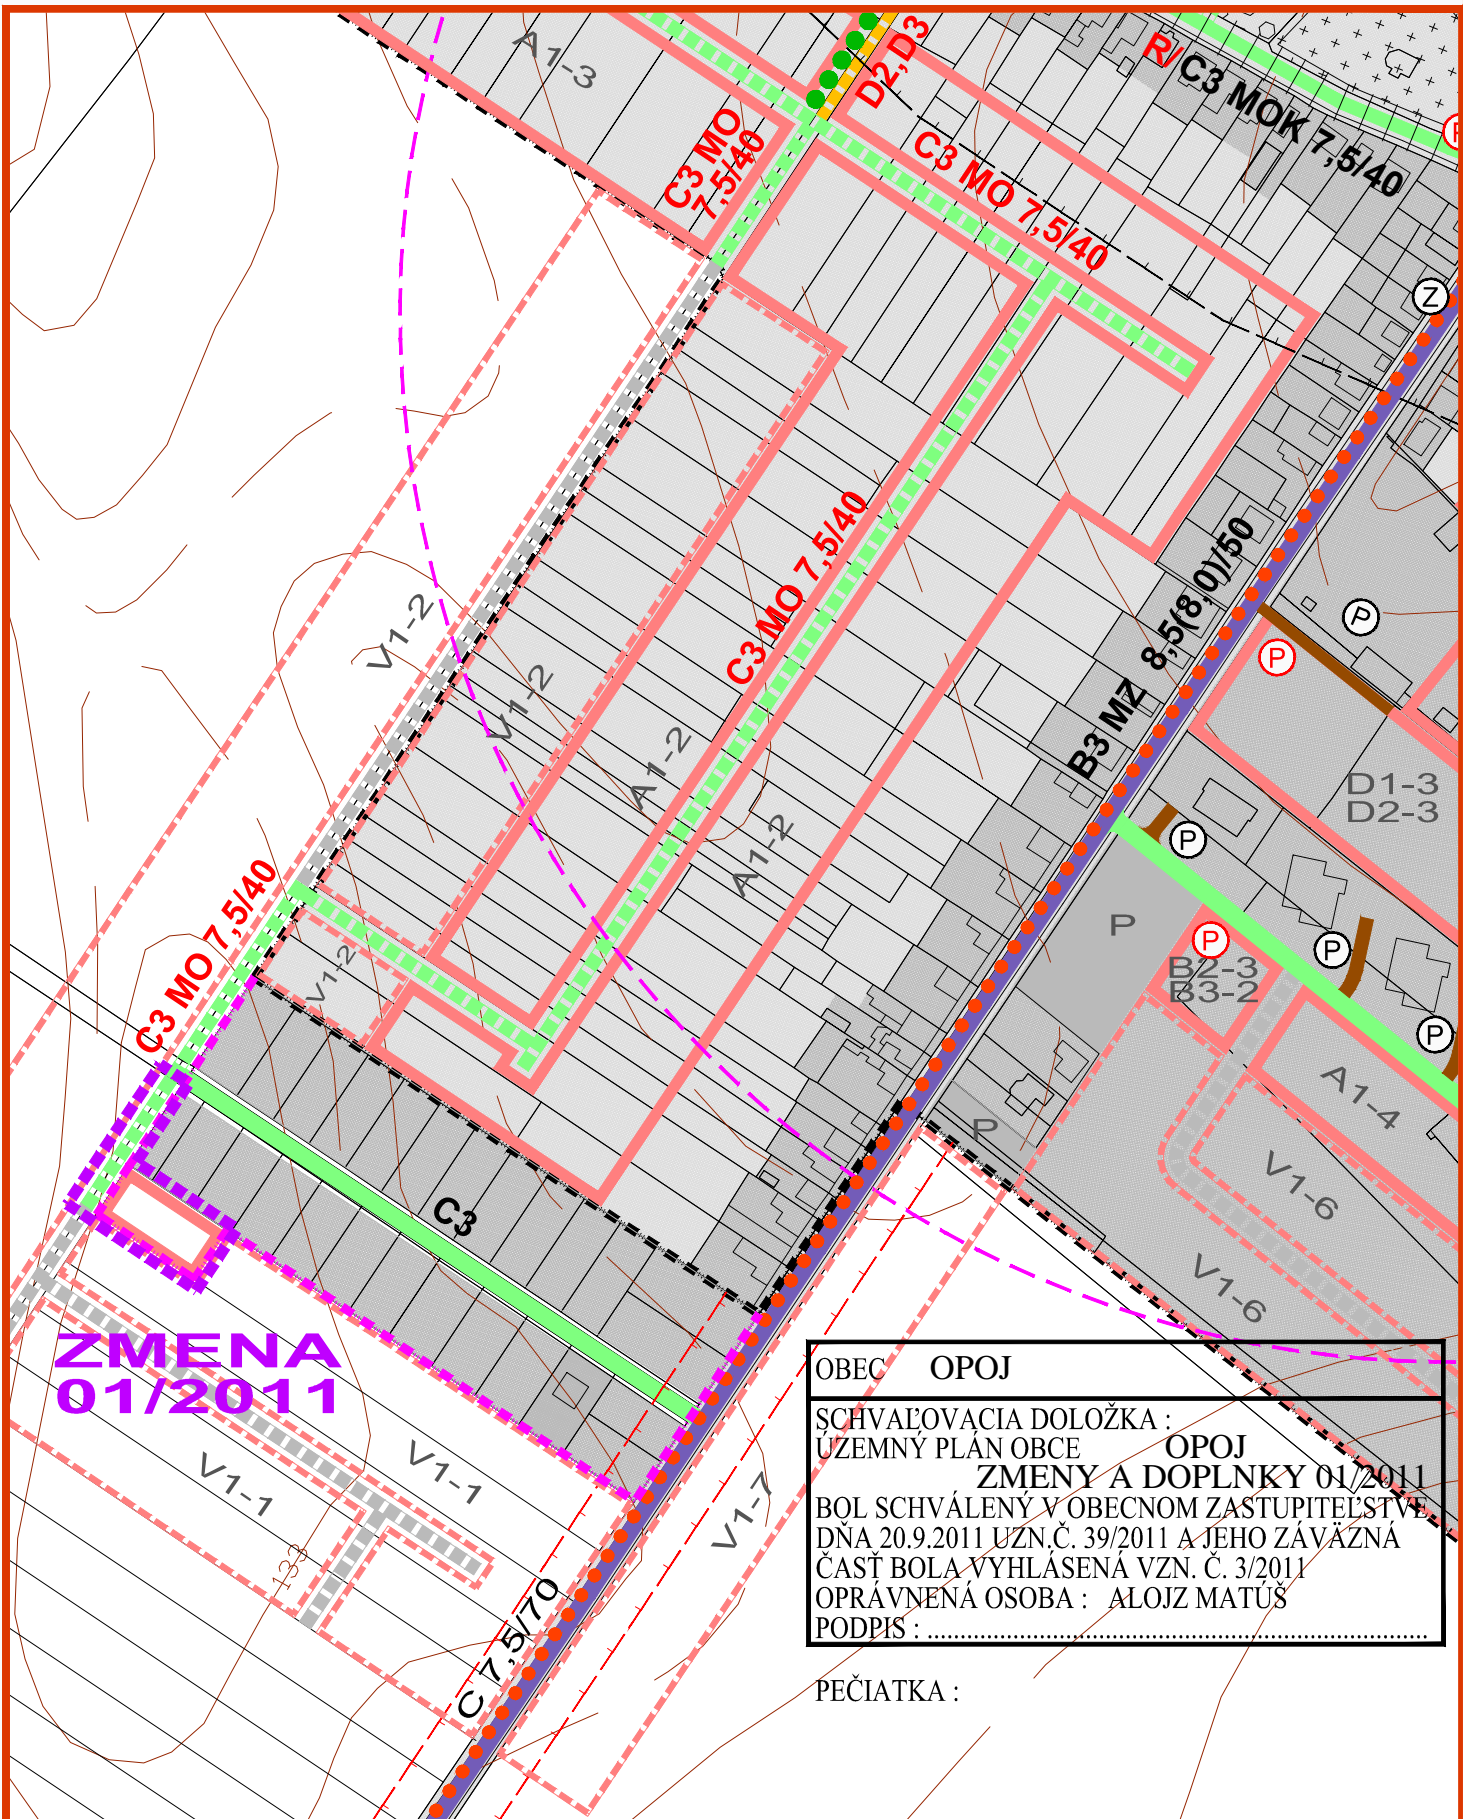 A1-3
D2,D3
R/C3 MOK 7,5/40
C3 MO
7,5/40
C3 MO 7,5/40
Z
V1-2
V1-2
C3 MO 7,5/40
A1-2
A1-2
B3 MZ 8,5(8,0)/50
P
P
D1-3
D2-3
P
P
P
B2-3
B3-2
P
P
C3 MO 7,5/40
V1-2
A1-4
P
V1-6
V1-6
C3
ZMENA
01/2011
V1-1
V1-1
V1-7
133
C 7,5/70
OBEC OPOJ
SCHVAĽOVACIA DOLOŽKA :
ÚZEMNÝ PLÁN OBCE OPOJ
ZMENY A DOPLNKY 01/2011
BOL SCHVÁLENÝ V OBECNOM ZASTUPITEĽSTVE
DŇA 20.9.2011 UZN.Č. 39/2011 A JEHO ZÁVÄZNÁ
ČASŤ BOLA VYHLÁSENÁ VZN. Č. 3/2011
OPRÁVNENÁ OSOBA : ALOJZ MATÚŠ
PODPIS : ........................................................................
PEČIATKA :